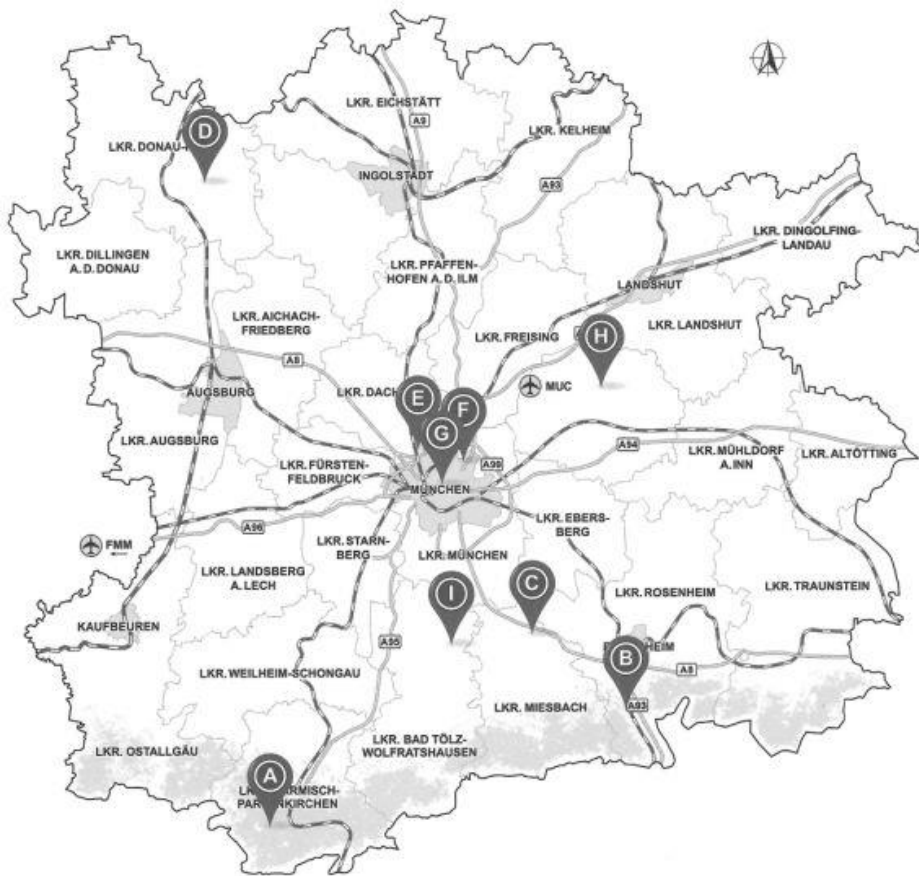 LKR. EICHSTÄTT
A9
LKR. KELHEIM
D
LKR. DONAU-
INGOLSTADT
A93
LKR. DILLINGEN
A. D. DONAU
LKR. PFAFFEN-
HOFEN A. D. ILM
LKR. DINGOLFING-
LANDAU
LANDSHUT
LKR. AICHACH-
FRIEDBERG
LKR. FREISING
LKR. LANDSHUT
H
A8
MUC
AUGSBURG
LKR. DACH
E
F
G
LKR. AUGSBURG
A94
LKR. MÜHLDORF
A. INN
LKR. ALTÖTTING
LKR. FÜRSTEN-
FELDBRUCK
A99
MÜNCHEN
A96
LKR. STARN-
BERG
LKR. EBERS-
BERG
FMM
LKR. MÜNCHEN
LKR. LANDSBERG
A. LECH
LKR. TRAUNSTEIN
I
C
LKR. ROSENHEIM
KAUFBEUREN
A95
HEIM
B
LKR. WEILHEIM-SCHONGAU
A8
A93
LKR. MIESBACH
LKR. OSTALLGÄU
LKR. BAD TÖLZ-
WOLFRATSHAUSEN
A